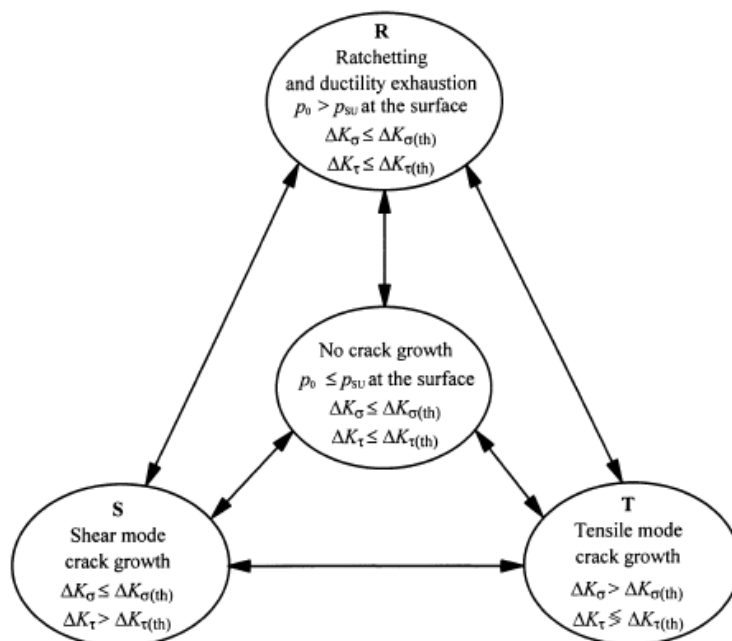 R
Ratchetting
and ductility exhaustion
p₀ > p_SU at the surface
ΔK_σ ≤ ΔK_σ(th)
ΔK_τ ≤ ΔK_τ(th)
No crack growth
p₀ ≤ p_SU at the surface
ΔK_σ ≤ ΔK_σ(th)
ΔK_τ ≤ ΔK_τ(th)
S
Shear mode
crack growth
ΔK_σ ≤ ΔK_σ(th)
ΔK_τ > ΔK_τ(th)
T
Tensile mode
crack growth
ΔK_σ > ΔK_σ(th)
ΔK_τ ⪋ ΔK_τ(th)